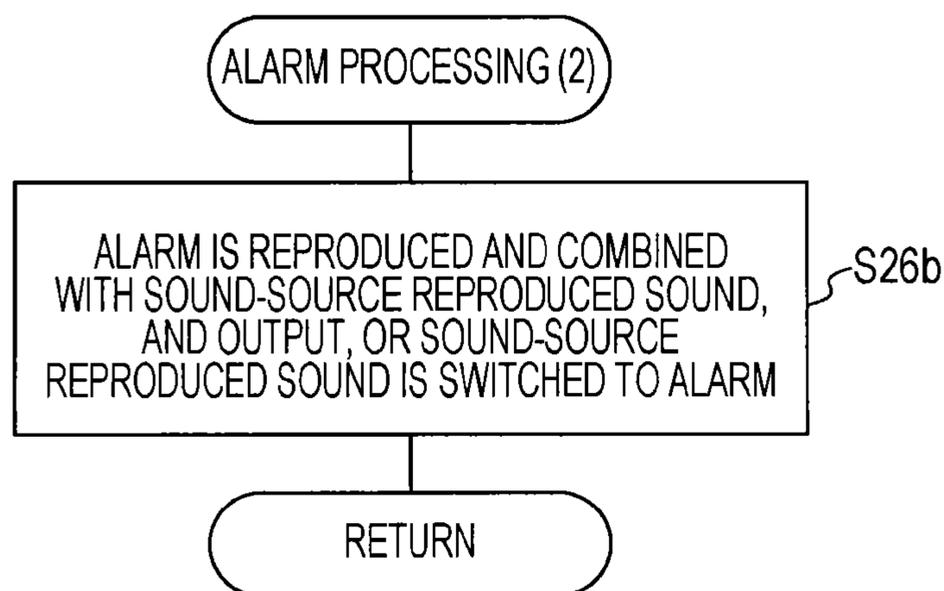 ALARM PROCESSING (2)
ALARM IS REPRODUCED AND COMBINED
WITH SOUND-SOURCE REPRODUCED SOUND,
AND OUTPUT, OR SOUND-SOURCE
REPRODUCED SOUND IS SWITCHED TO ALARM
S26b
RETURN